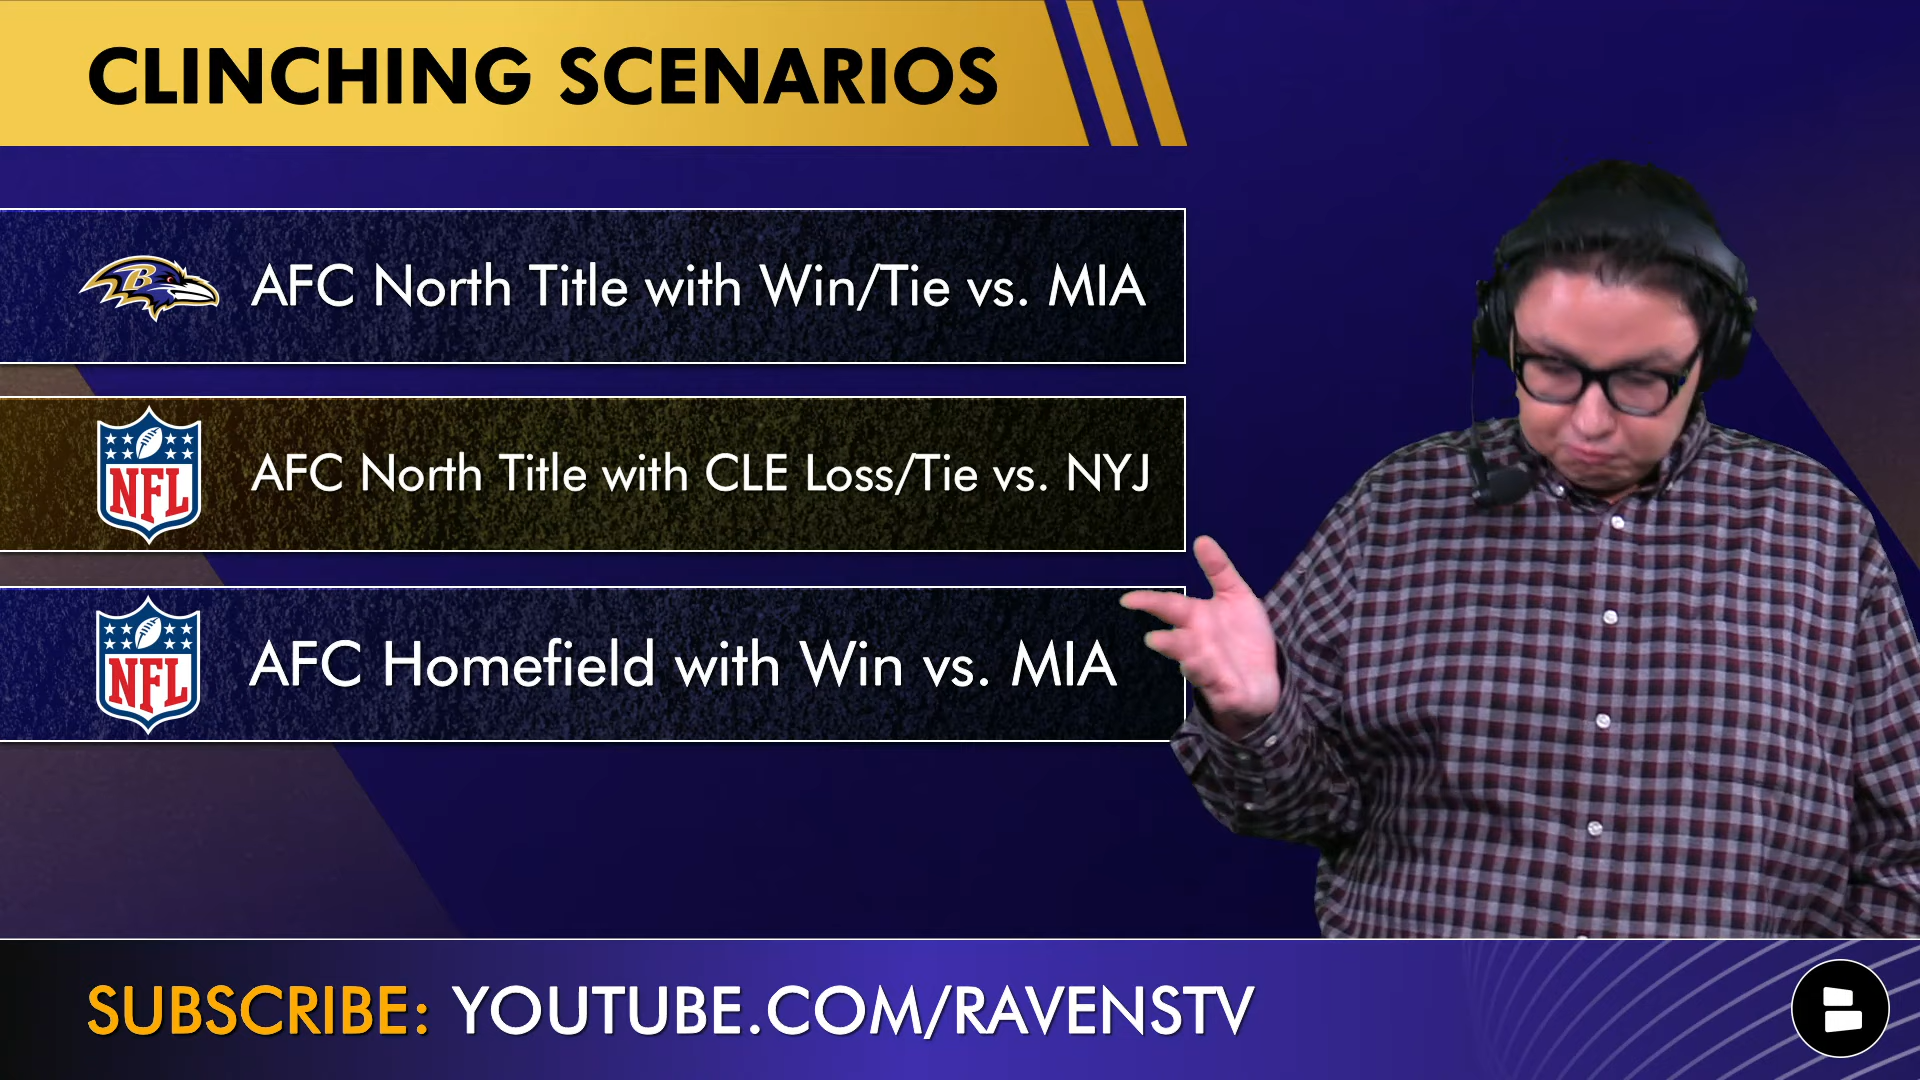 CLINCHING SCENARIOS
B
AFC North Title with Win/Tie vs. MIA
NFL
AFC North Title with CLE Loss/Tie vs. NYJ
NFL
AFC Homefield with Win vs. MIA
SUBSCRIBE: YOUTUBE.COM/RAVENSTV